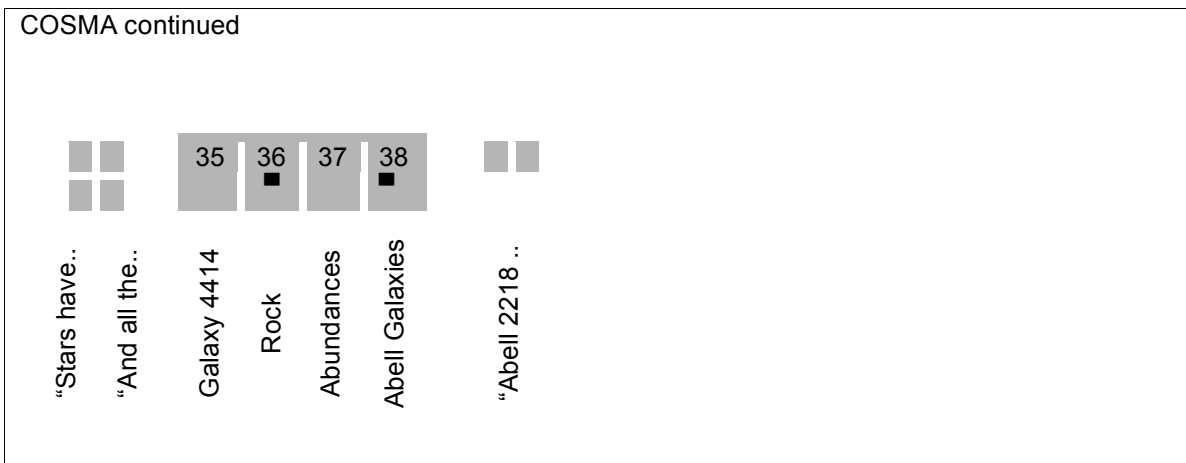 COSMA continued
35 36 37 38
“Stars have..
“And all the..
Galaxy 4414
Rock
Abundances
Abell Galaxies
“Abell 2218 ..